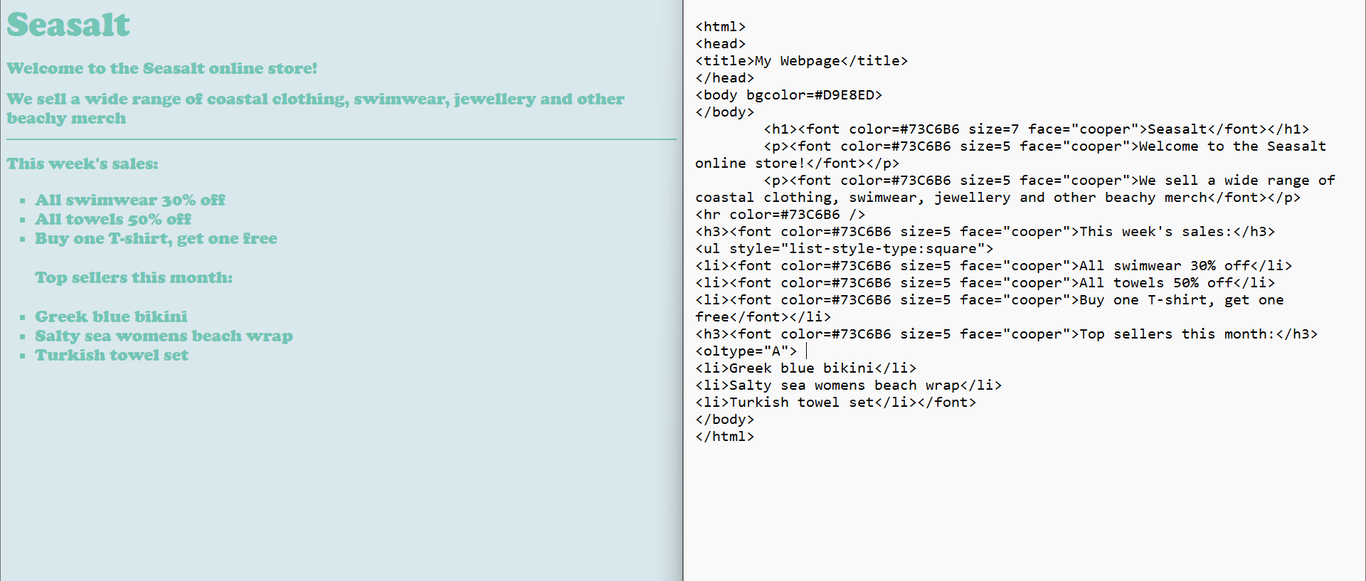 Seasalt
Welcome to the Seasalt online store!
We sell a wide range of coastal clothing, swimwear, jewellery and other
beachy merch
This week's sales:
All swimwear 30% off
All towels 50% off
Buy one T-shirt, get one free
Top sellers this month:
Greek blue bikini
Salty sea womens beach wrap
Turkish towel set
<html>
<head>
<title>My Webpage</title>
</head>
<body bgcolor=#D9E8ED>
</body>
<h1><font color=#73C6B6 size=7 face="cooper">Seasalt</font></h1>
<p><font color=#73C6B6 size=5 face="cooper">Welcome to the Seasalt
online store!</font></p>
<p><font color=#73C6B6 size=5 face="cooper">We sell a wide range of
coastal clothing, swimwear, jewellery and other beachy merch</font></p>
<hr color=#73C6B6 />
<h3><font color=#73C6B6 size=5 face="cooper">This week's sales:</h3>
<ul style="list-style-type:square">
<li><font color=#73C6B6 size=5 face="cooper">All swimwear 30% off</li>
<li><font color=#73C6B6 size=5 face="cooper">All towels 50% off</li>
<li><font color=#73C6B6 size=5 face="cooper">Buy one T-shirt, get one
free</font></li>
<h3><font color=#73C6B6 size=5 face="cooper">Top sellers this month:</h3>
<oltype="A">
<li>Greek blue bikini</li>
<li>Salty sea womens beach wrap</li>
<li>Turkish towel set</li></font>
</body>
</html>